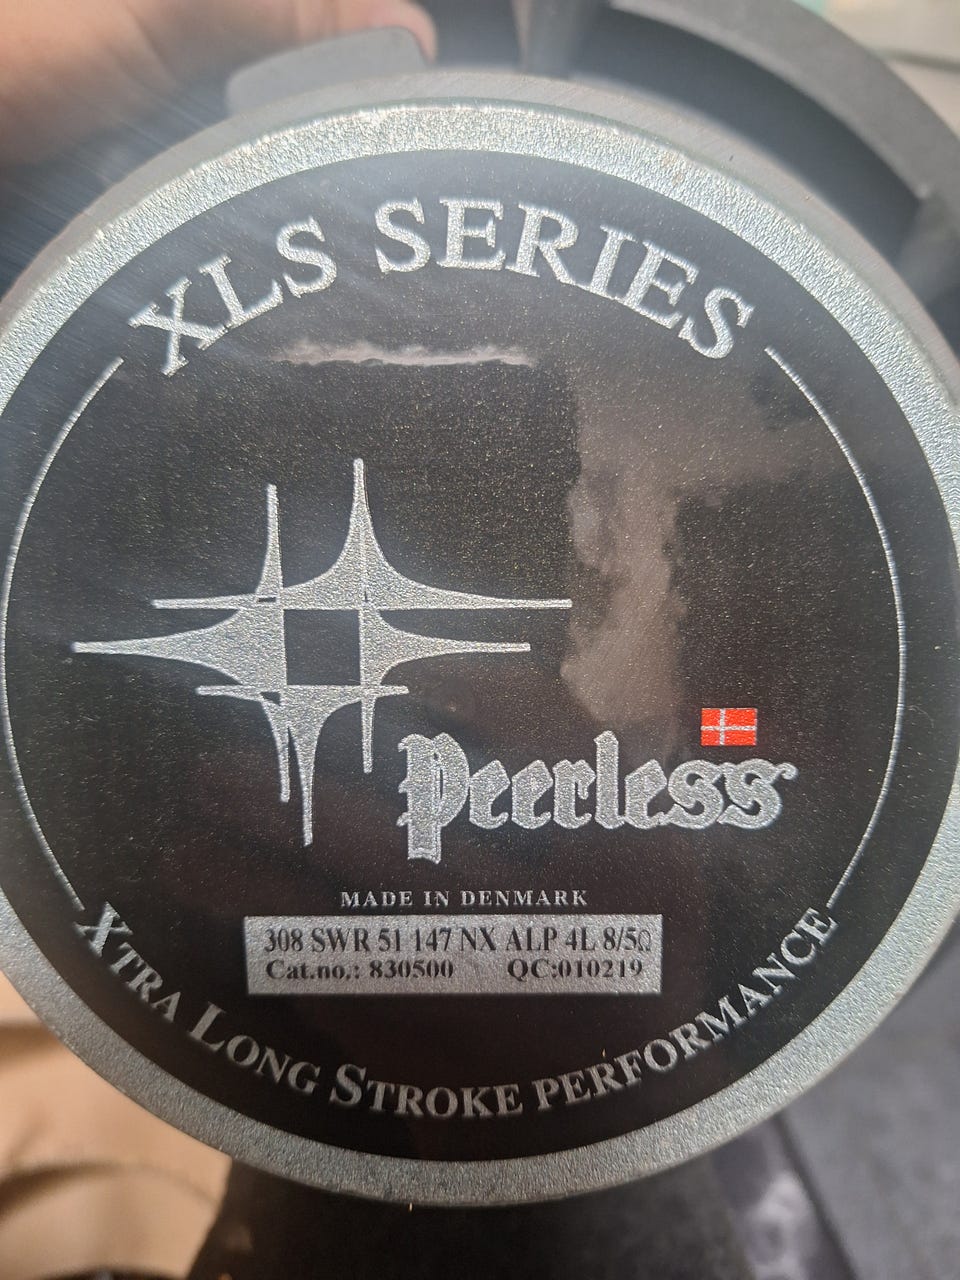 XLS SERIES
Peerless
MADE IN DENMARK
308 SWR 51 147 NX ALP 4L 8/5Ω
Cat.no.: 830500 QC:010219
XTRA LONG STROKE PERFORMANCE